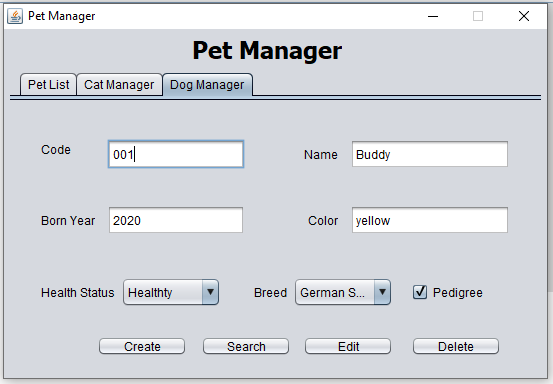 Pet Manager
Pet Manager
Pet List Cat Manager Dog Manager
Code 001 Name Buddy
Born Year 2020 Color yellow
Health Status Healthty Breed German S... Pedigree
Create Search Edit Delete